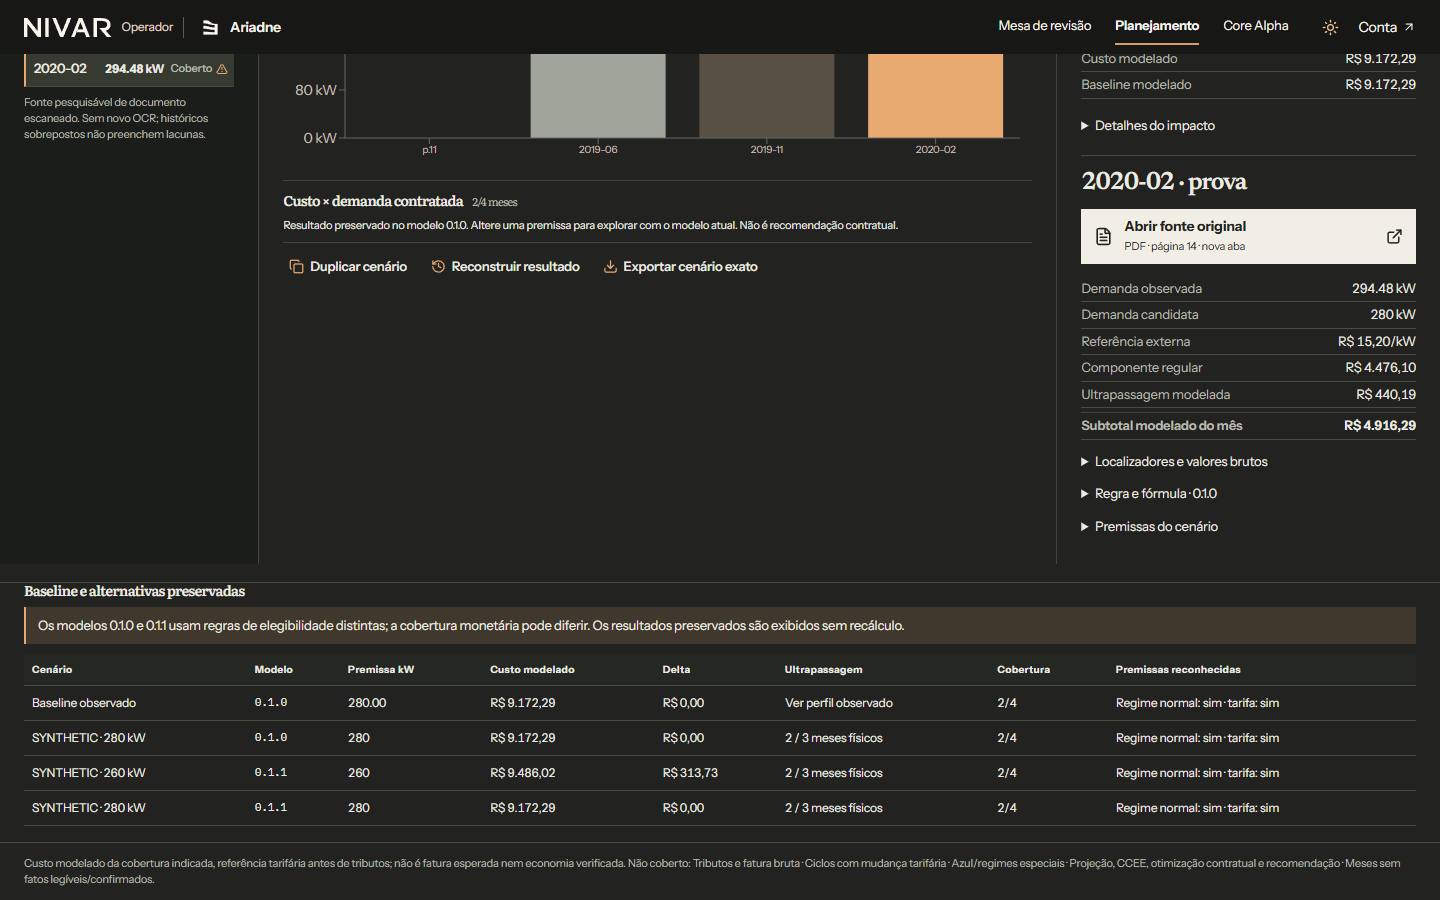 NIVAR Operador Ariadne Mesa de revisão Planejamento Core Alpha Conta
2020-02 294.48 kW Coberto
Fonte pesquisável de documento
escaneado. Sem novo OCR; históricos
sobrepostos não preenchem lacunas.
80 kW
0 kW
p.11 2019-06 2019-11 2020-02
Custo × demanda contratada 2/4 meses
Resultado preservado no modelo 0.1.0. Altere uma premissa para explorar com o modelo atual. Não é recomendação contratual.
Duplicar cenário Reconstruir resultado Exportar cenário exato
Custo modelado R$ 9.172,29
Baseline modelado R$ 9.172,29
Detalhes do impacto
2020-02 · prova
Abrir fonte original
PDF · página 14 · nova aba
Demanda observada 294.48 kW
Demanda candidata 280 kW
Referência externa R$ 15,20/kW
Componente regular R$ 4.476,10
Ultrapassagem modelada R$ 440,19
Subtotal modelado do mês R$ 4.916,29
Localizadores e valores brutos
Regra e fórmula · 0.1.0
Premissas do cenário
Baseline e alternativas preservadas
Os modelos 0.1.0 e 0.1.1 usam regras de elegibilidade distintas; a cobertura monetária pode diferir. Os resultados preservados são exibidos sem recálculo.
Cenário Modelo Premissa kW Custo modelado Delta Ultrapassagem Cobertura Premissas reconhecidas
Baseline observado 0.1.0 280.00 R$ 9.172,29 R$ 0,00 Ver perfil observado 2/4 Regime normal: sim · tarifa: sim
SYNTHETIC · 280 kW 0.1.0 280 R$ 9.172,29 R$ 0,00 2 / 3 meses físicos 2/4 Regime normal: sim · tarifa: sim
SYNTHETIC · 260 kW 0.1.1 260 R$ 9.486,02 R$ 313,73 2 / 3 meses físicos 2/4 Regime normal: sim · tarifa: sim
SYNTHETIC · 280 kW 0.1.1 280 R$ 9.172,29 R$ 0,00 2 / 3 meses físicos 2/4 Regime normal: sim · tarifa: sim
Custo modelado da cobertura indicada, referência tarifária antes de tributos; não é fatura esperada nem economia verificada. Não coberto: Tributos e fatura bruta · Ciclos com mudança tarifária · Azul/regimes especiais · Projeção, CCEE, otimização contratual e recomendação · Meses sem
fatos legíveis/confirmados.